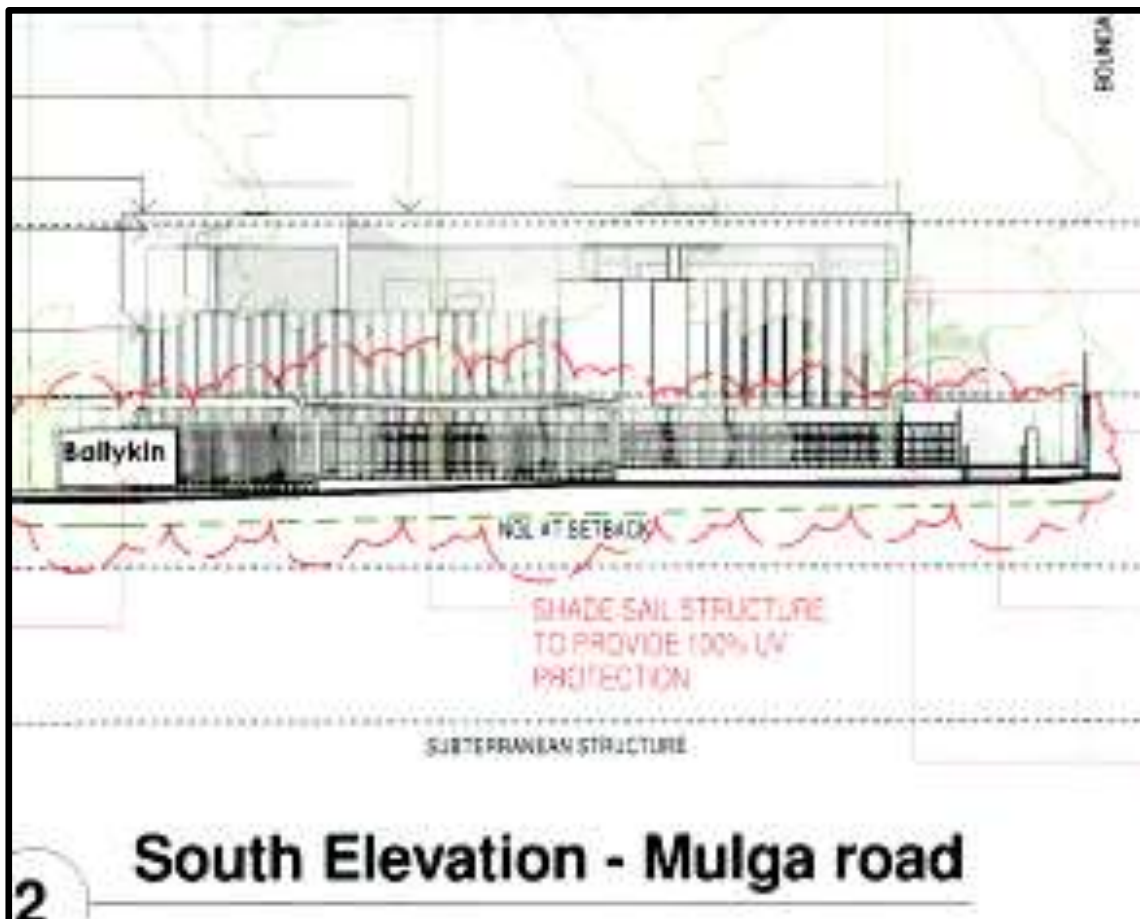 BOUNDA
Ballykin
NGL AT SETBACK
SHADE SAIL STRUCTURE
TO PROVIDE 100% UV
PROTECTION
SUBTERRANEAN STRUCTURE
2
South Elevation - Mulga road